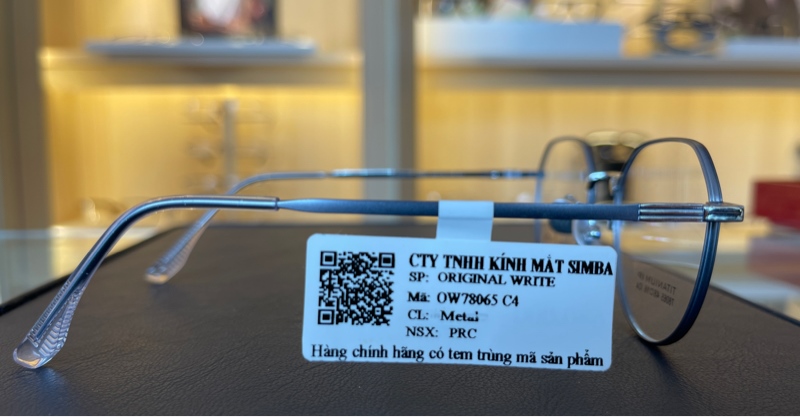 CTY TNHH KÍNH MẮT SIMBA
SP: ORIGINAL WRITE
Mã: OW78065 C4
CL: Metal
NSX: PRC
Hàng chính hãng có tem trùng mã sản phẩm